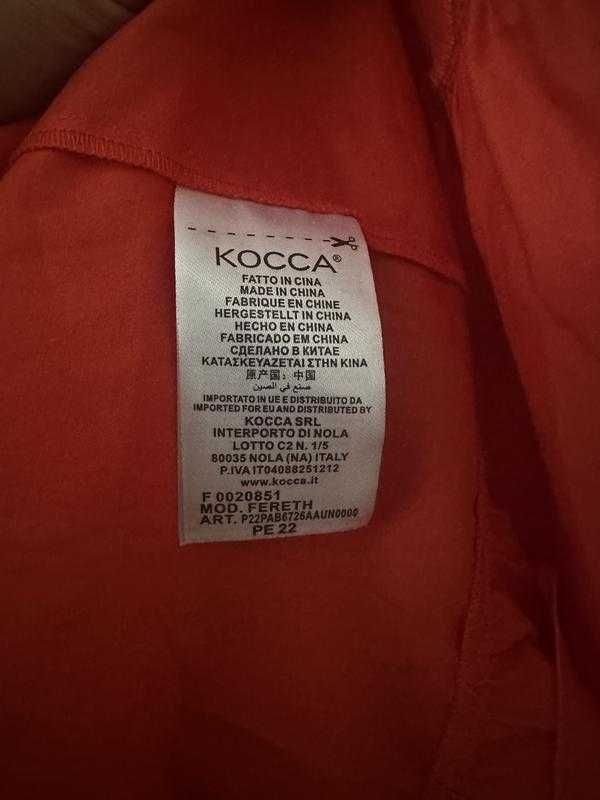 KOCCA®
FATTO IN CINA
MADE IN CHINA
FABRIQUE EN CHINE
HERGESTELLT IN CHINA
HECHO EN CHINA
FABRICADO EM CHINA
СДЕЛАНО В КИТАЕ
ΚΑΤΑΣΚΕΥΑΖΕΤΑΙ ΣΤΗΝ ΚΙΝΑ
原产国：中国
صنع في الصين
IMPORTATO IN UE E DISTRIBUITO DA
IMPORTED FOR EU AND DISTRIBUTED BY
KOCCA SRL
INTERPORTO DI NOLA
LOTTO C2 N. 1/5
80035 NOLA (NA) ITALY
P.IVA IT04088251212
www.kocca.it
F 0020851
MOD. FERETH
ART. P22PAB6726AAUN0000
PE 22